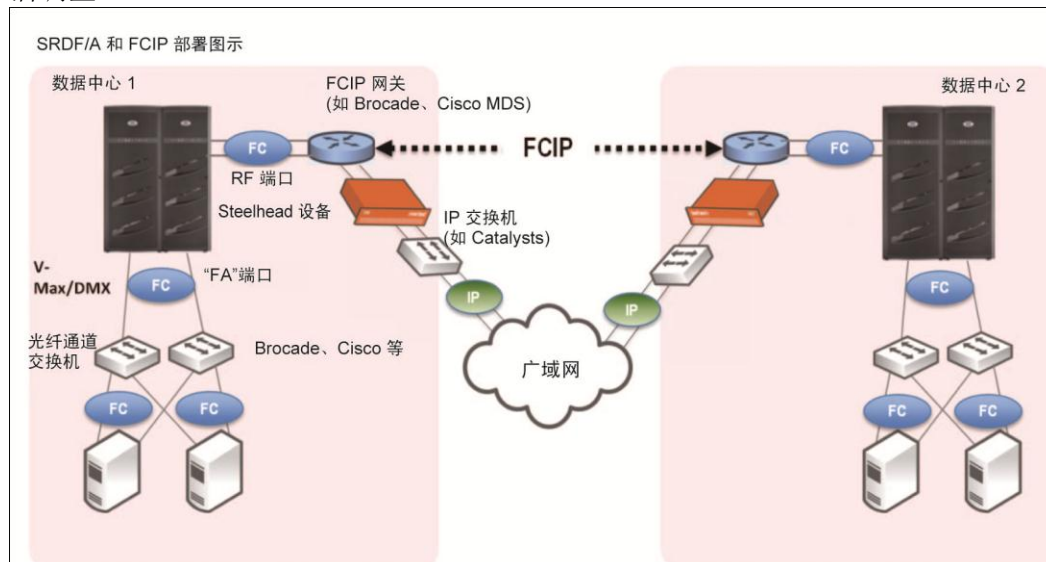 SRDF/A 和 FCIP 部署图示
数据中心 1
FCIP 网关
(如 Brocade、Cisco MDS)
数据中心 2
FC
FCIP
FC
RF 端口
Steelhead 设备
IP 交换机
(如 Catalysts)
V-
Max/DMX
FC
“FA”端口
FC
IP
IP
光纤通道
交换机
Brocade、Cisco 等
广域网
FC
FC
FC
FC